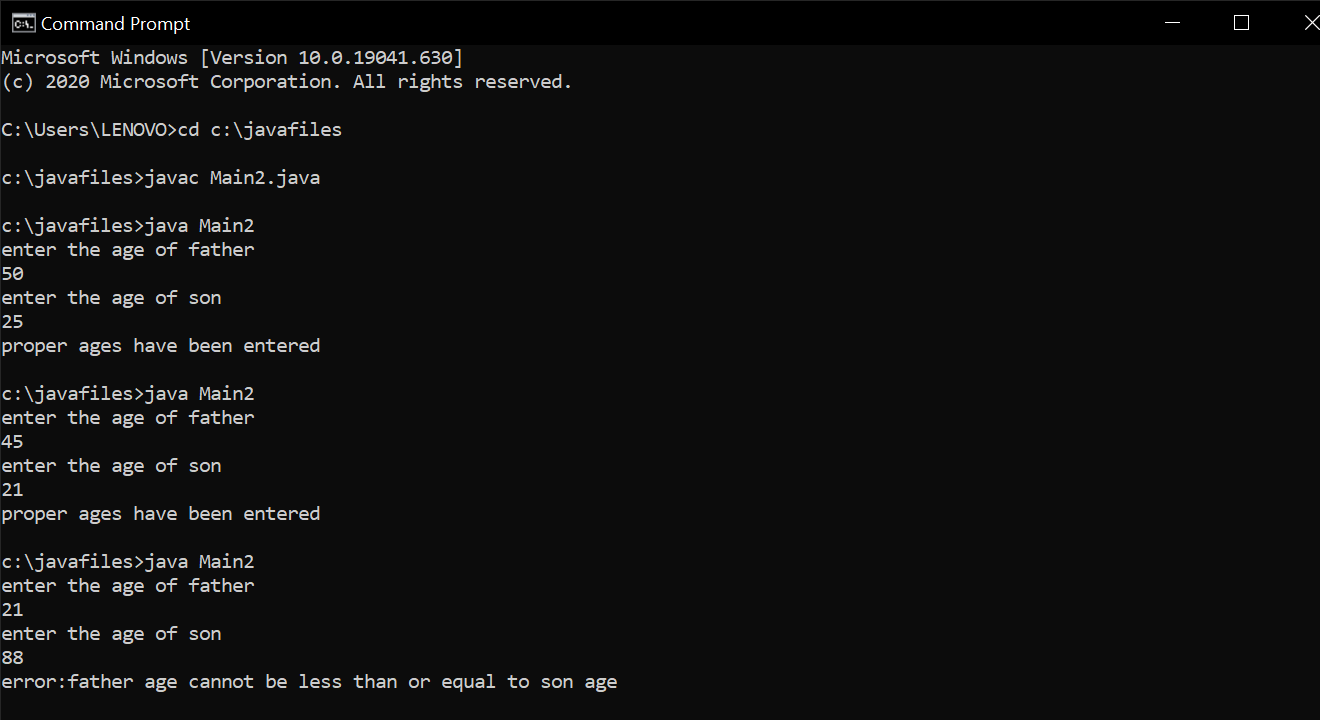 Command Prompt
Microsoft Windows [Version 10.0.19041.630]
(c) 2020 Microsoft Corporation. All rights reserved.
C:\Users\LENOVO>cd c:\javafiles
c:\javafiles>javac Main2.java
c:\javafiles>java Main2
enter the age of father
50
enter the age of son
25
proper ages have been entered
c:\javafiles>java Main2
enter the age of father
45
enter the age of son
21
proper ages have been entered
c:\javafiles>java Main2
enter the age of father
21
enter the age of son
88
error:father age cannot be less than or equal to son age